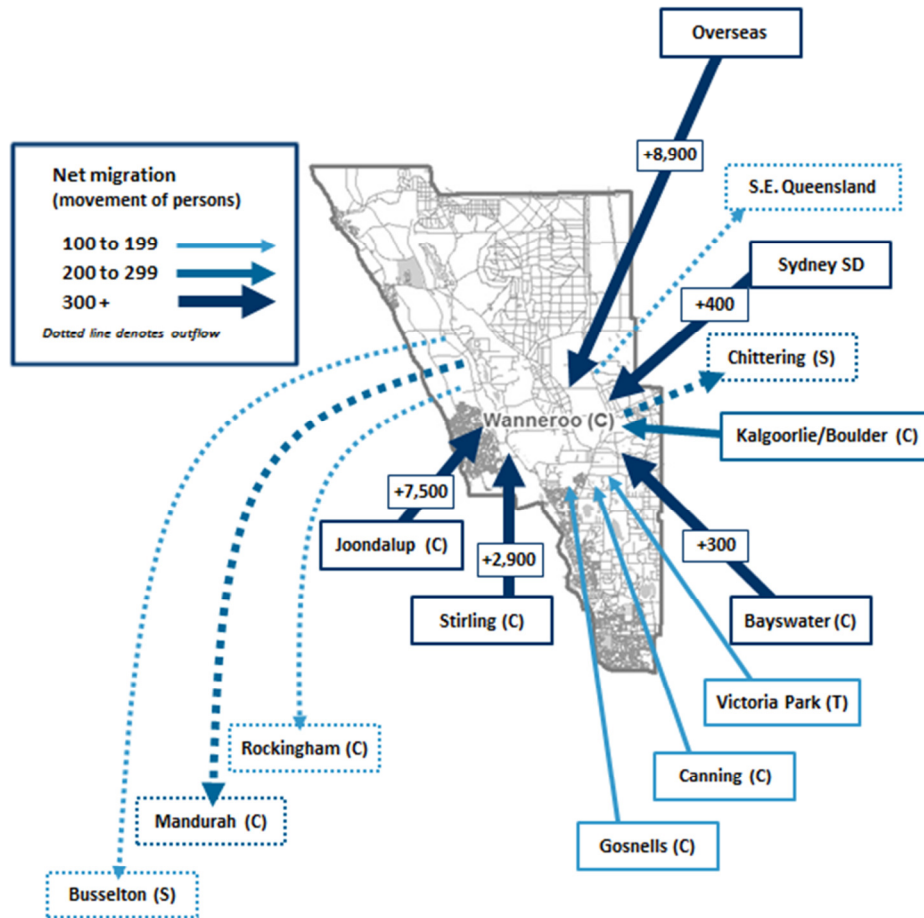 Overseas
+8,900
Net migration
(movement of persons)
100 to 199
200 to 299
300 +
Dotted line denotes outflow
S.E. Queensland
Sydney SD
+400
Chittering (S)
Wanneroo (C)
Kalgoorlie/Boulder (C)
+7,500
Joondalup (C)
+2,900
Stirling (C)
+300
Bayswater (C)
Victoria Park (T)
Rockingham (C)
Canning (C)
Mandurah (C)
Gosnells (C)
Busselton (S)